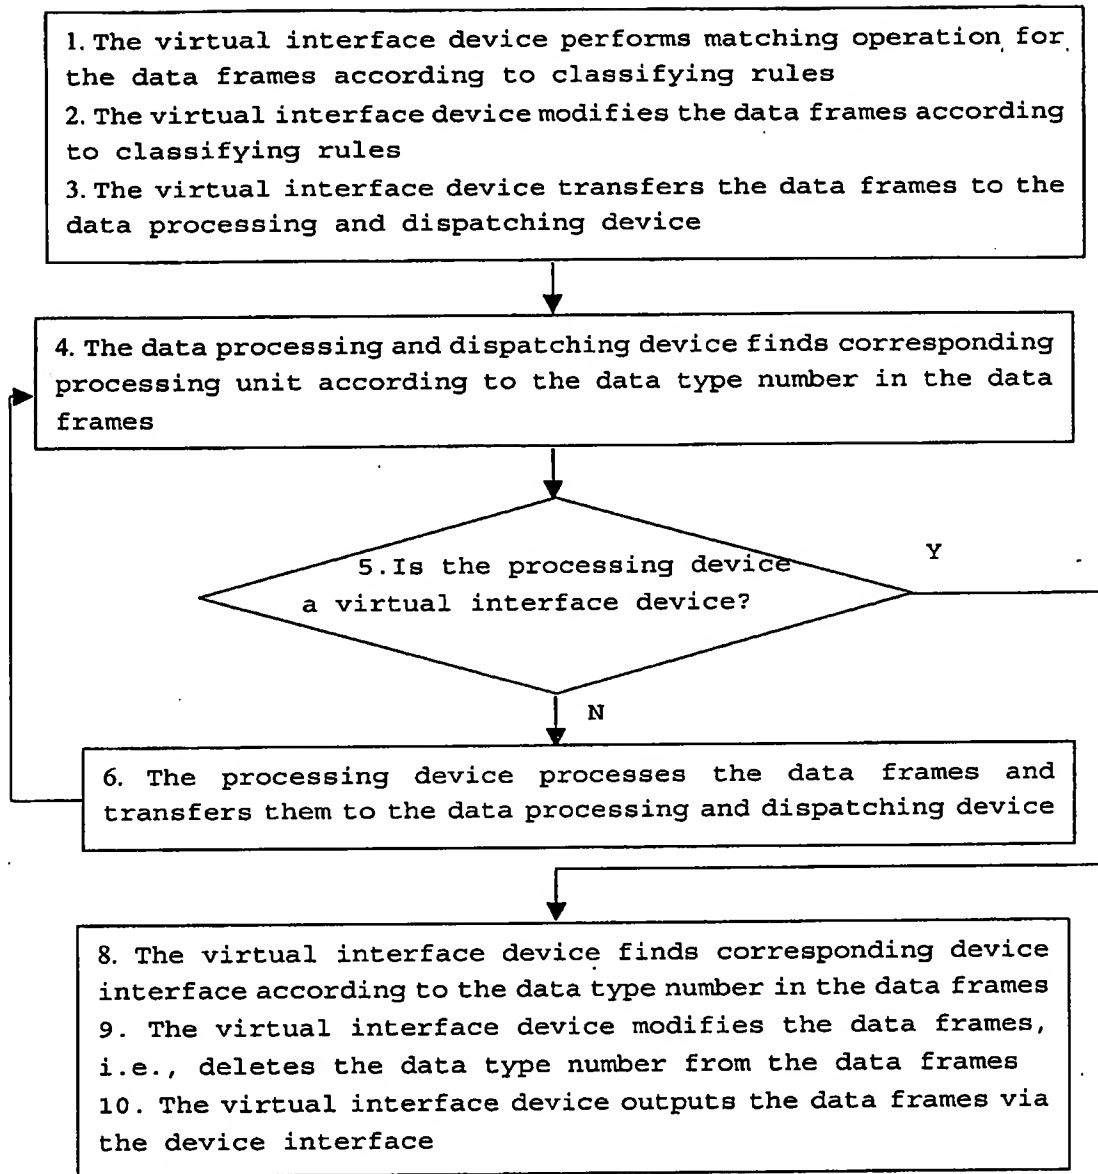 1. The virtual interface device performs matching operation for
the data frames according to classifying rules
2. The virtual interface device modifies the data frames according
to classifying rules
3. The virtual interface device transfers the data frames to the
data processing and dispatching device
4. The data processing and dispatching device finds corresponding
processing unit according to the data type number in the data
frames
5.Is the processing device
a virtual interface device?
Y
N
6. The processing device processes the data frames and
transfers them to the data processing and dispatching device
8. The virtual interface device finds corresponding device
interface according to the data type number in the data frames
9. The virtual interface device modifies the data frames,
i.e., deletes the data type number from the data frames
10. The virtual interface device outputs the data frames via
the device interface